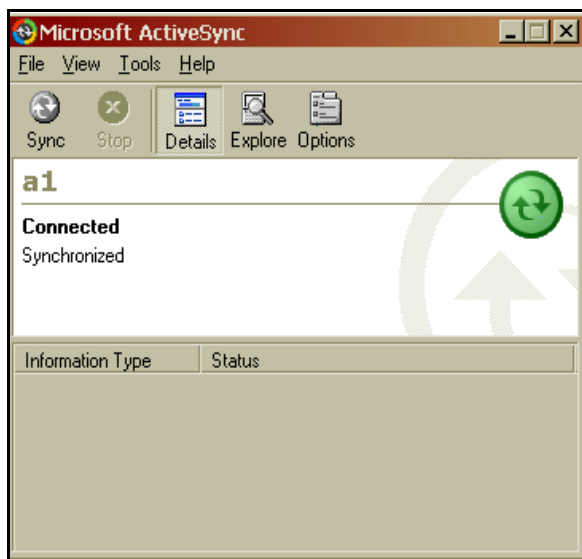 Microsoft ActiveSync
File View Tools Help
Sync Stop Details Explore Options
a1
Connected
Synchronized
Information Type Status